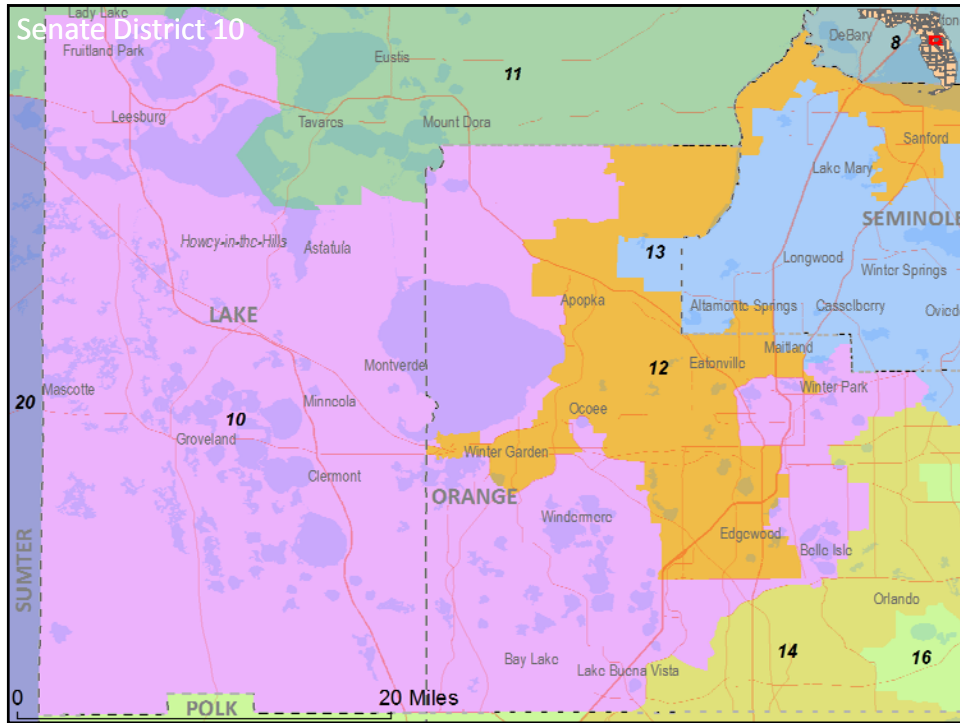 Lady Lake
Senate District 10
Fruitland Park
DeBary
8
Eustis
11
Leesburg
Tavares
Mount Dora
Sanford
Lake Mary
SEMINOLE
Howey-in-the-Hills
Astatula
13
Longwood
Winter Springs
LAKE
Apopka
Altamonte Springs
Casselberry
Oviedo
Montverde
Eatonville
Maitland
12
Mascotte
Winter Park
20
Minneola
Ocoee
10
Groveland
Winter Garden
Clermont
ORANGE
Windermere
Edgewood
Belle Isle
SUMTER
Orlando
Bay Lake
14
16
Lake Buena Vista
0
20 Miles
POLK